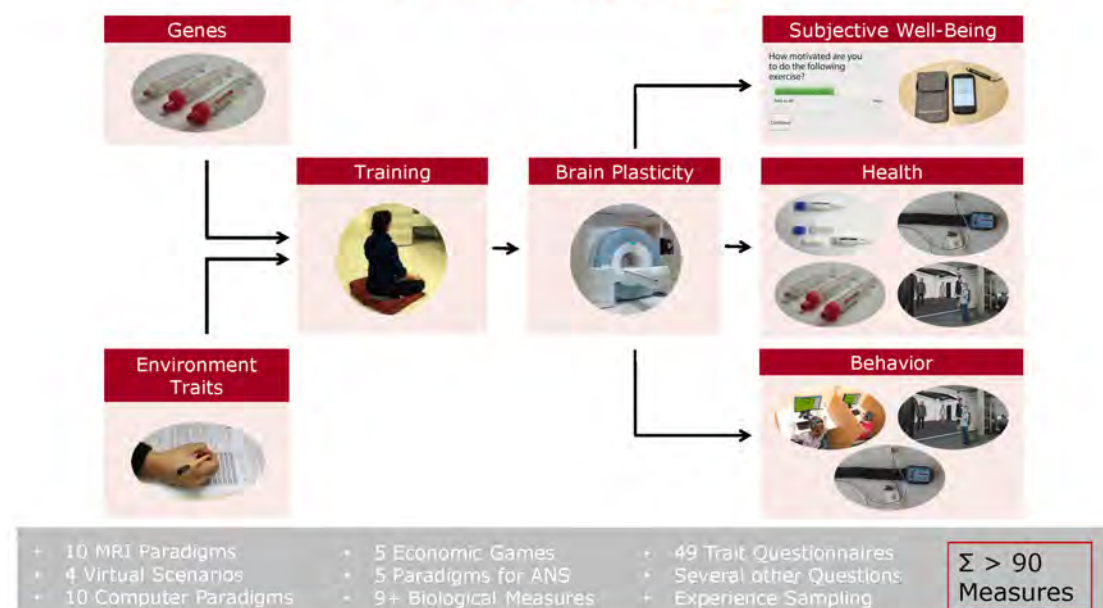 Genes
Subjective Well-Being
How motivated are you
to do the following
exercise?
Continue
Training
Brain Plasticity
Health
Environment
Traits
Behavior
• 10 MRI Paradigms
• 4 Virtual Scenarios
• 10 Computer Paradigms
• 5 Economic Games
• 5 Paradigms for ANS
• 9+ Biological Measures
• 49 Trait Questionnaires
• Several other Questions
• Experience Sampling
Σ > 90
Measures